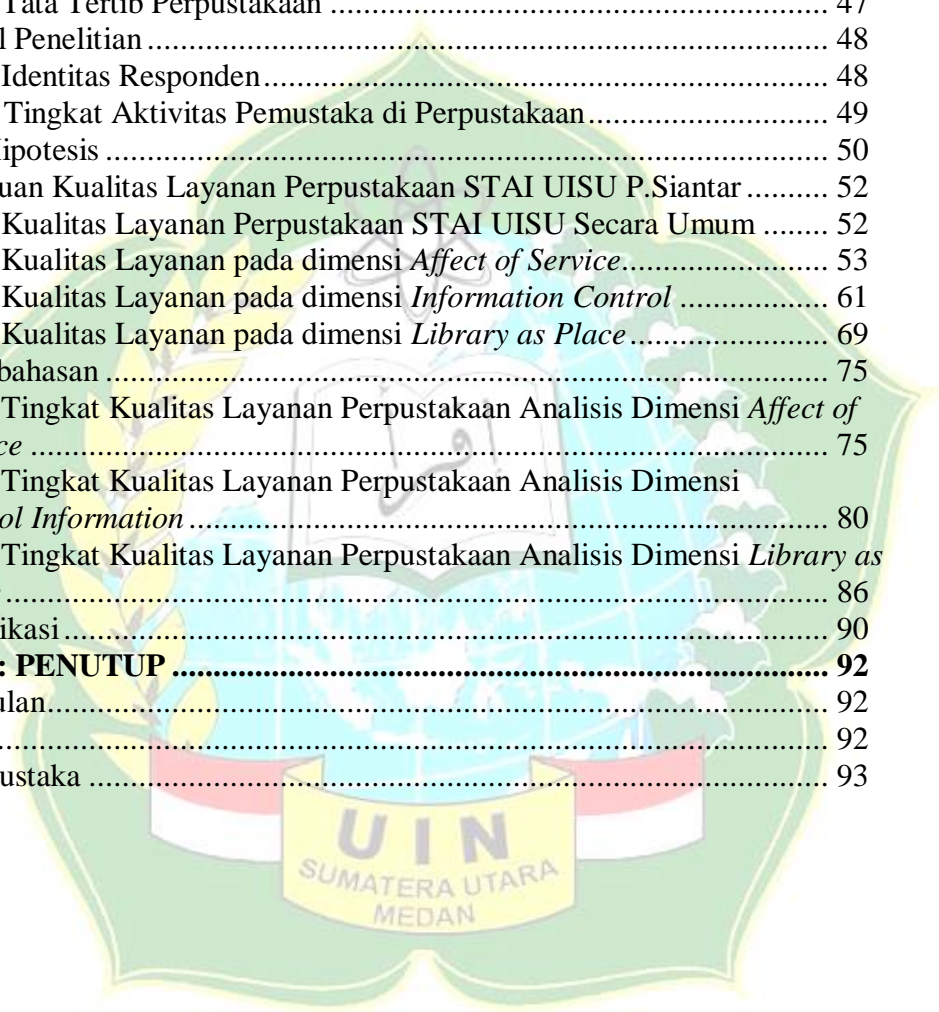 Tata Tertib Perpustakaan ................................................................ 47
l Penelitian ........................................................................................ 48
Identitas Responden ......................................................................... 48
Tingkat Aktivitas Pemustaka di Perpustakaan ............................... 49
ipotesis ............................................................................................. 50
uan Kualitas Layanan Perpustakaan STAI UISU P.Siantar .......... 52
Kualitas Layanan Perpustakaan STAI UISU Secara Umum ........ 52
Kualitas Layanan pada dimensi Affect of Service .......................... 53
Kualitas Layanan pada dimensi Information Control ................... 61
Kualitas Layanan pada dimensi Library as Place .......................... 69
bahasan ............................................................................................ 75
Tingkat Kualitas Layanan Perpustakaan Analisis Dimensi Affect of
ce ...................................................................................................... 75
Tingkat Kualitas Layanan Perpustakaan Analisis Dimensi
ol Information .................................................................................. 80
Tingkat Kualitas Layanan Perpustakaan Analisis Dimensi Library as
......................................................................................................... 86
ikasi .................................................................................................. 90
: PENUTUP ..................................................................................... 92
ulan ................................................................................................... 92
......................................................................................................... 92
ustaka ............................................................................................... 93
UIN
SUMATERA UTARA
MEDAN